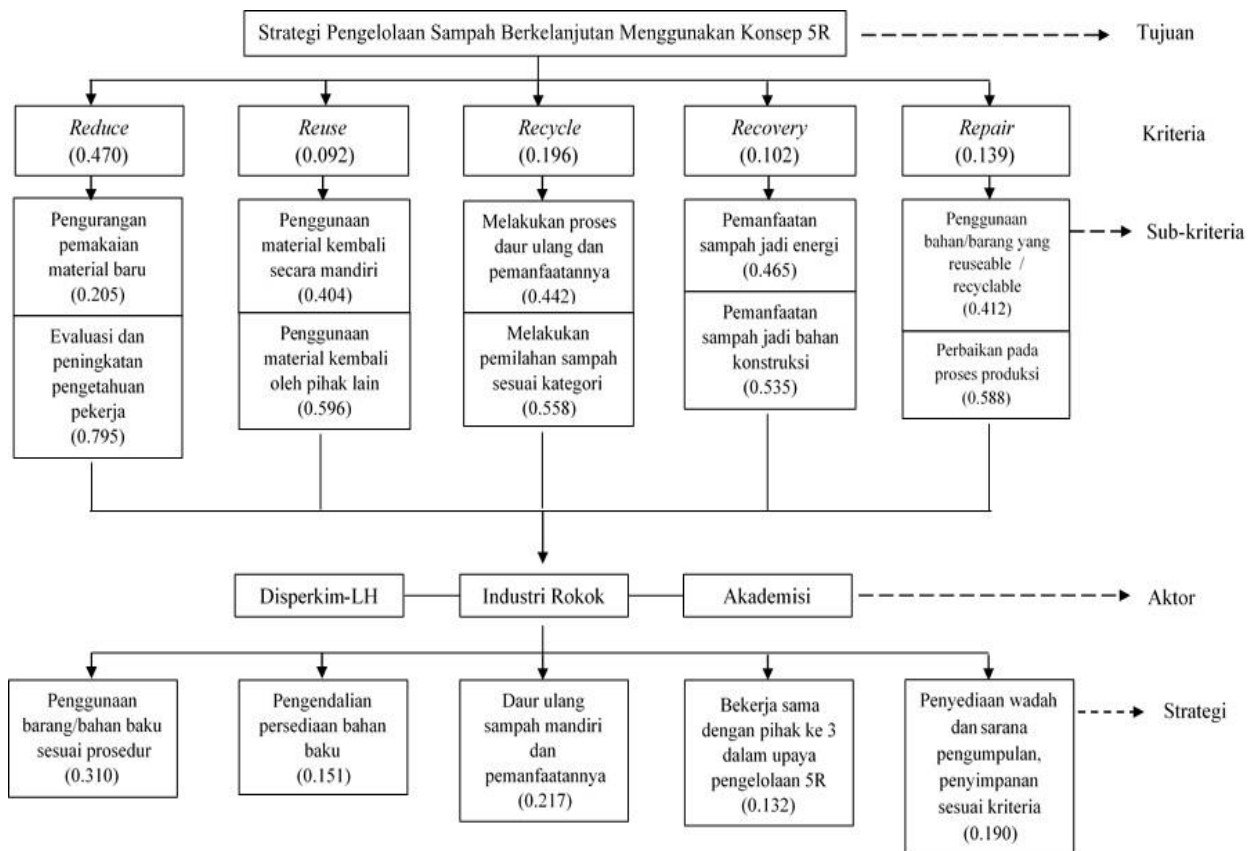 Strategi Pengelolaan Sampah Berkelanjutan Menggunakan Konsep 5R
Tujuan
Reduce
(0.470)
Reuse
(0.092)
Recycle
(0.196)
Recovery
(0.102)
Repair
(0.139)
Kriteria
Pengurangan
pemakaian
material baru
(0.205)
Evaluasi dan
peningkatan
pengetahuan
pekerja
(0.795)
Penggunaan
material kembali
secara mandiri
(0.404)
Penggunaan
material kembali
oleh pihak lain
(0.596)
Melakukan proses
daur ulang dan
pemanfaatannya
(0.442)
Melakukan
pemilahan sampah
sesuai kategori
(0.558)
Pemanfaatan
sampah jadi energi
(0.465)
Pemanfaatan
sampah jadi bahan
konstruksi
(0.535)
Penggunaan
bahan/barang yang
reuseable /
recyclable
(0.412)
Perbaikan pada
proses produksi
(0.588)
Sub-kriteria
Disperkim-LH
Industri Rokok
Akademisi
Aktor
Penggunaan
barang/bahan baku
sesuai prosedur
(0.310)
Pengendalian
persediaan bahan
baku
(0.151)
Daur ulang
sampah mandiri
dan
pemanfaatannya
(0.217)
Bekerja sama
dengan pihak ke 3
dalam upaya
pengelolaan 5R
(0.132)
Penyediaan wadah
dan sarana
pengumpulan,
penyimpanan
sesuai kriteria
(0.190)
Strategi